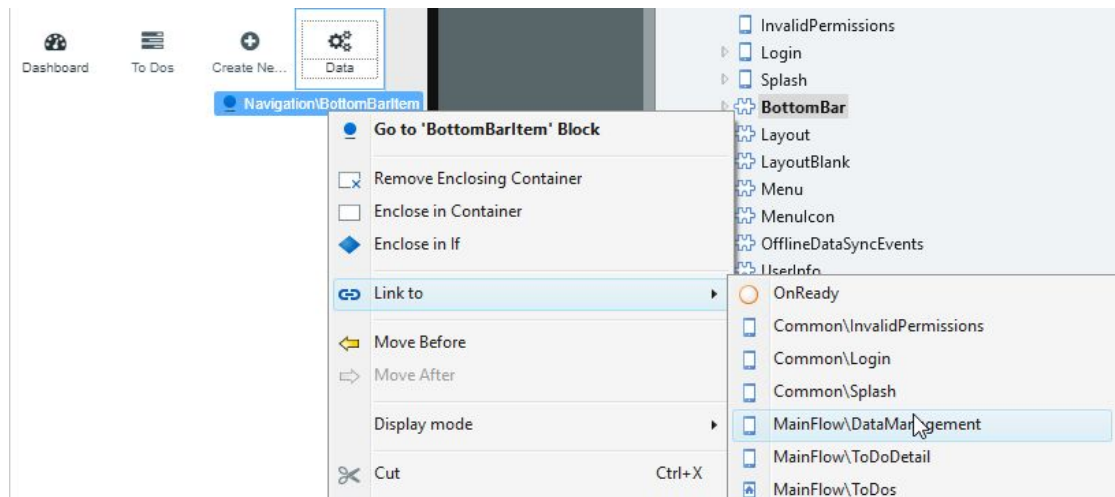 Dashboard
To Dos
Create Ne...
Data
Navigation\BottomBarItem
Go to 'BottomBarItem' Block
Remove Enclosing Container
Enclose in Container
Enclose in If
Link to
Move Before
Move After
Display mode
Cut Ctrl+X
InvalidPermissions
Login
Splash
BottomBar
Layout
LayoutBlank
Menu
MenuIcon
OfflineDataSyncEvents
UserInfo
OnReady
Common\InvalidPermissions
Common\Login
Common\Splash
MainFlow\DataManagement
MainFlow\ToDoDetail
MainFlow\ToDos